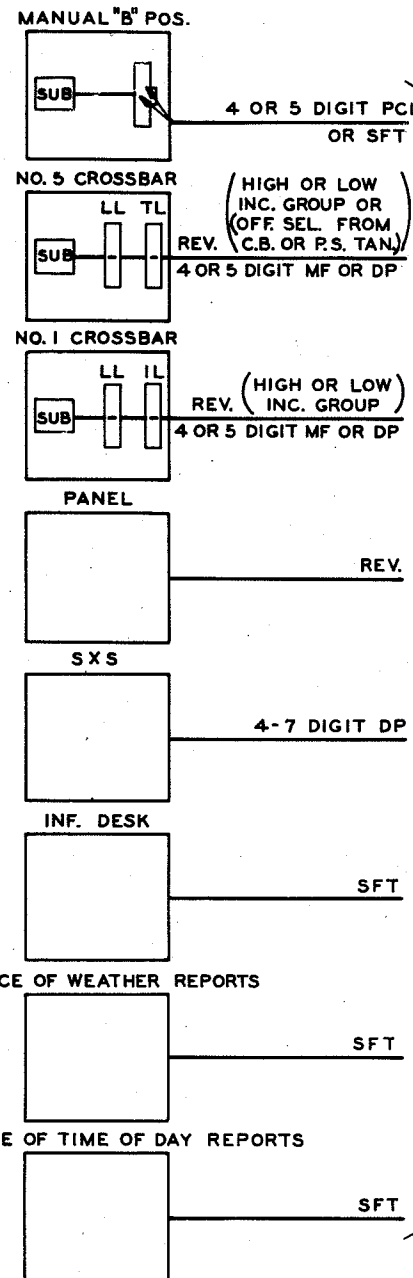 MANUAL "B" POS.
SUB
4 OR 5 DIGIT PCI
OR SFT
NO. 5 CROSSBAR
LL TL
SUB
(HIGH OR LOW
INC. GROUP OR
(OFF. SEL. FROM
REV. C.B. OR P.S. TAN.)
4 OR 5 DIGIT MF OR DP
NO. 1 CROSSBAR
LL IL
SUB
REV. (HIGH OR LOW
INC. GROUP)
4 OR 5 DIGIT MF OR DP
PANEL
REV.
SXS
4-7 DIGIT DP
INF. DESK
SFT
CE OF WEATHER REPORTS
SFT
E OF TIME OF DAY REPORTS
SFT